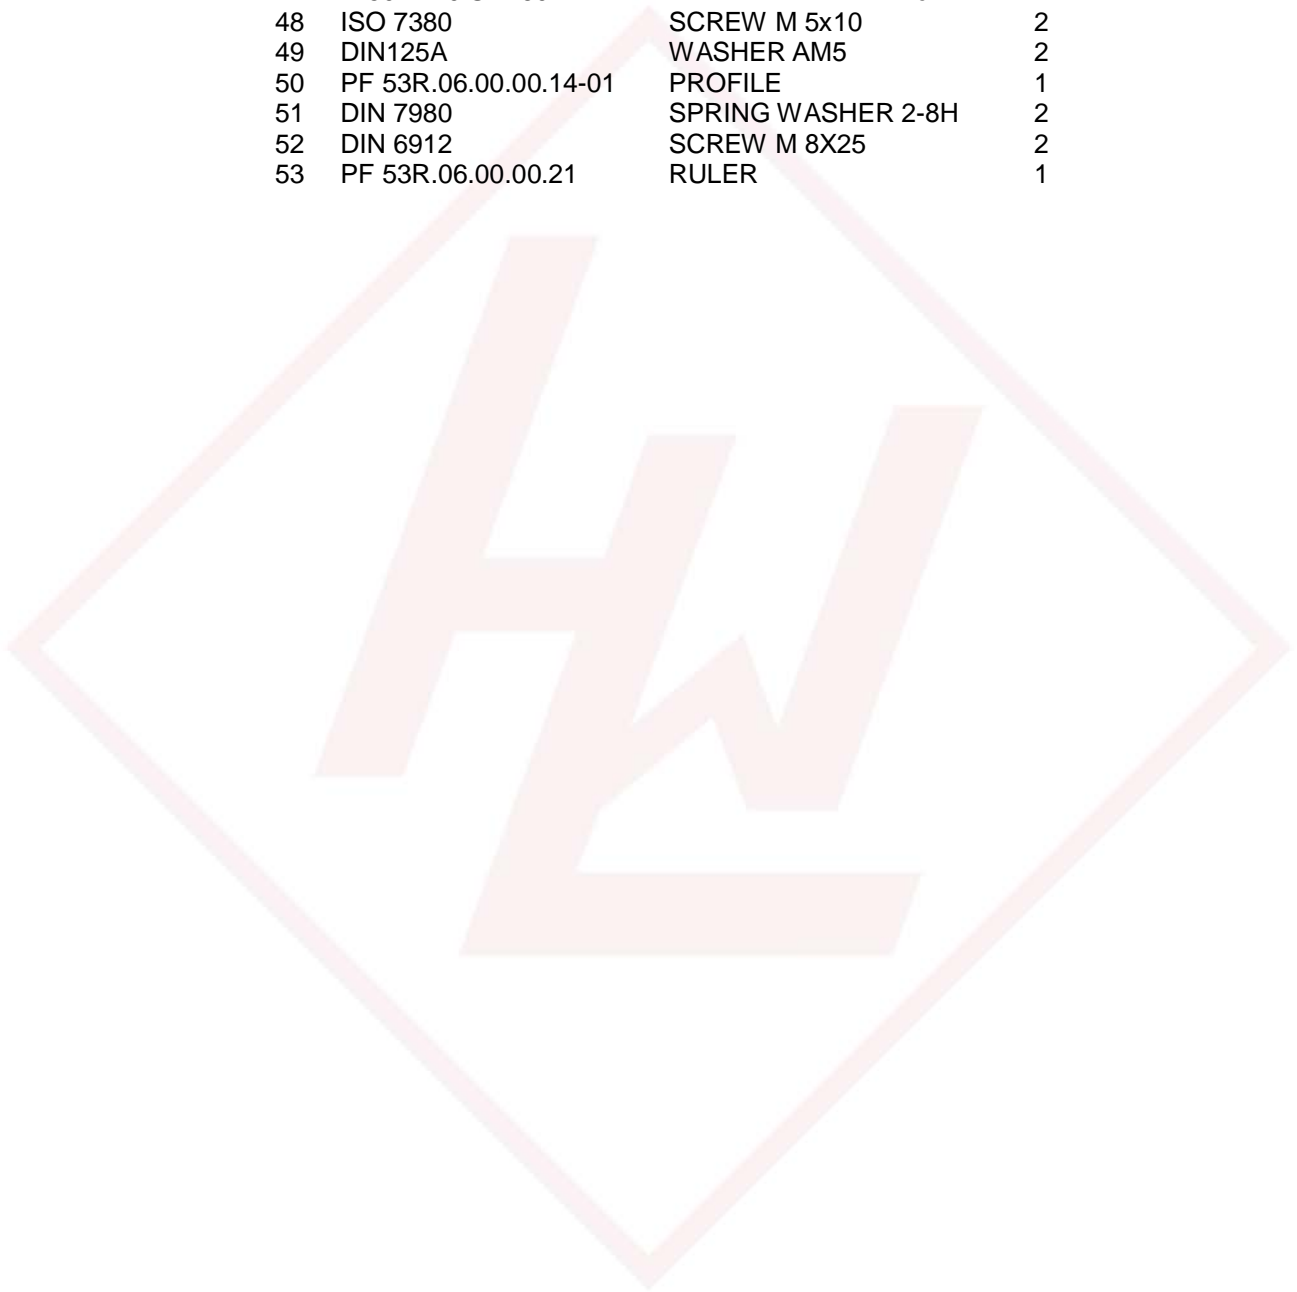 48 ISO 7380 SCREW M 5x10 2
49 DIN125A WASHER AM5 2
50 PF 53R.06.00.00.14-01 PROFILE 1
51 DIN 7980 SPRING WASHER 2-8H 2
52 DIN 6912 SCREW M 8X25 2
53 PF 53R.06.00.00.21 RULER 1
HLW